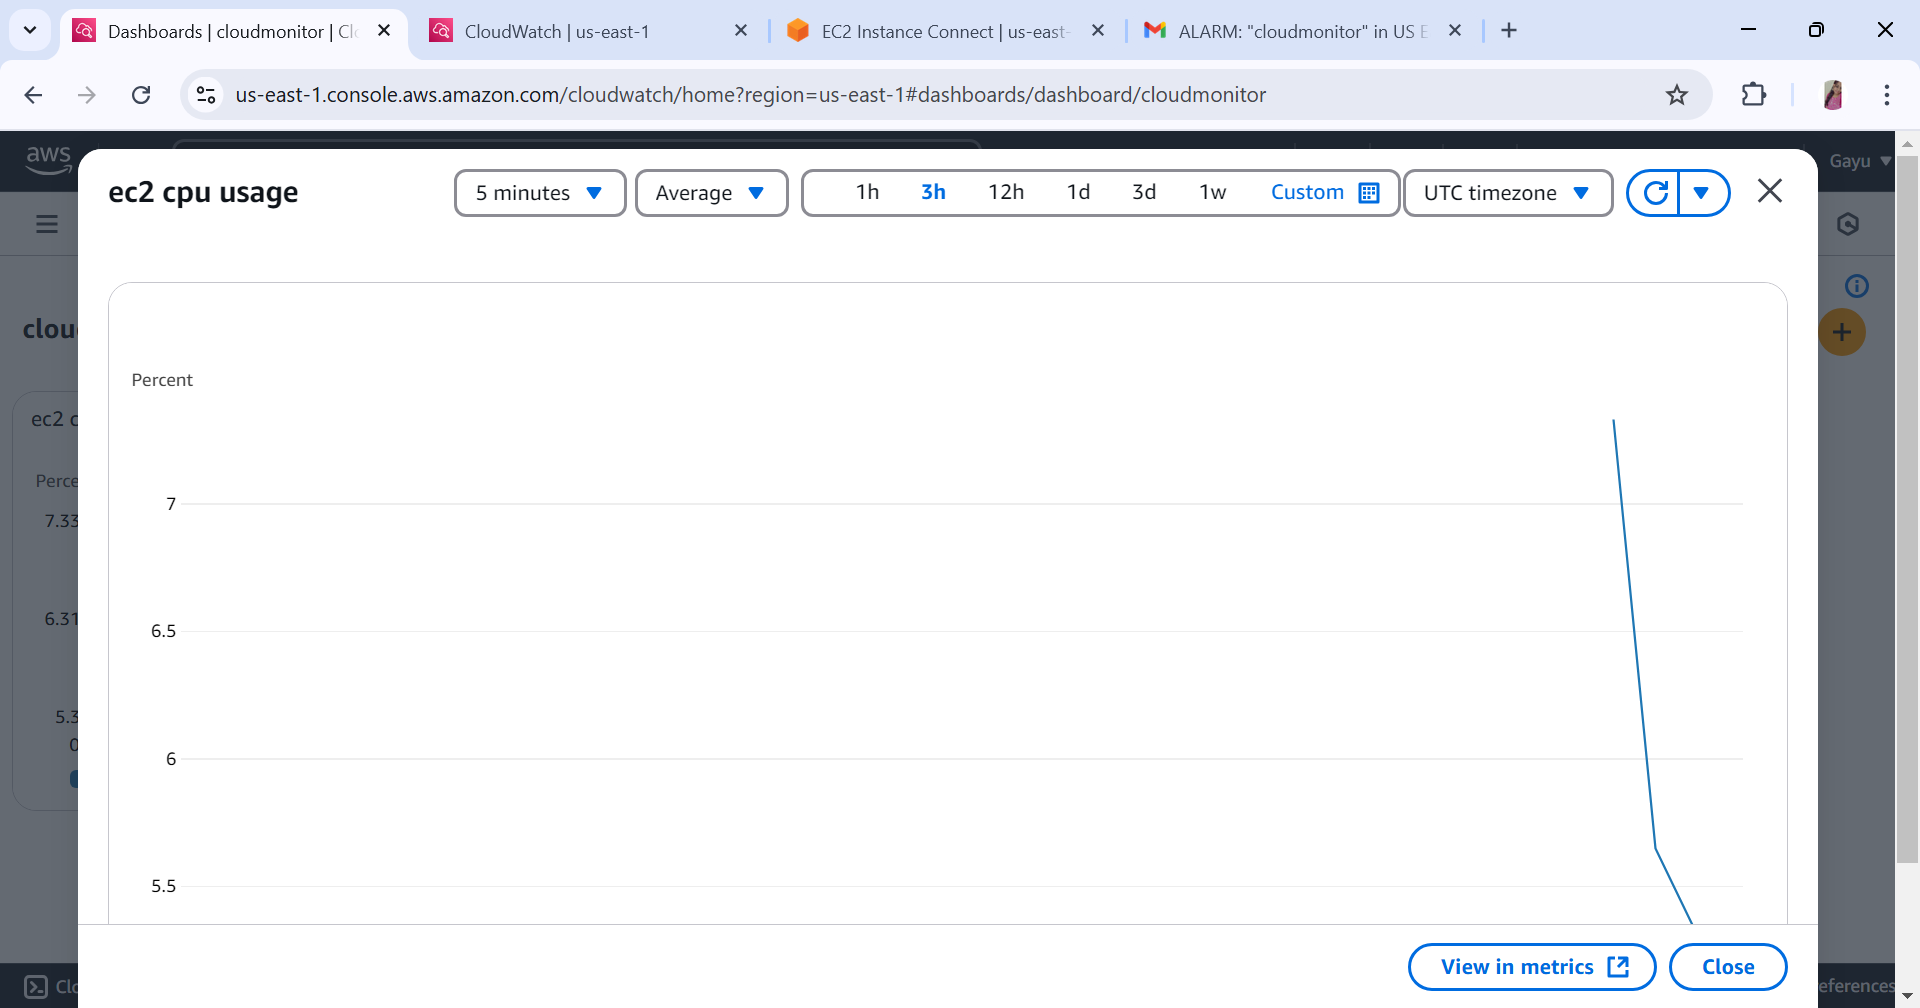 Dashboards | cloudmonitor | Cl
CloudWatch | us-east-1
EC2 Instance Connect | us-east-
ALARM: "cloudmonitor" in US E
us-east-1.console.aws.amazon.com/cloudwatch/home?region=us-east-1#dashboards/dashboard/cloudmonitor
aws
Gayu
ec2 cpu usage
5 minutes
Average
1h
3h
12h
1d
3d
1w
Custom
UTC timezone
clou
ec2 c
Perce
7.33
6.31
5.3
0
Percent
7
6.5
6
5.5
View in metrics
Close
Clo
eferences